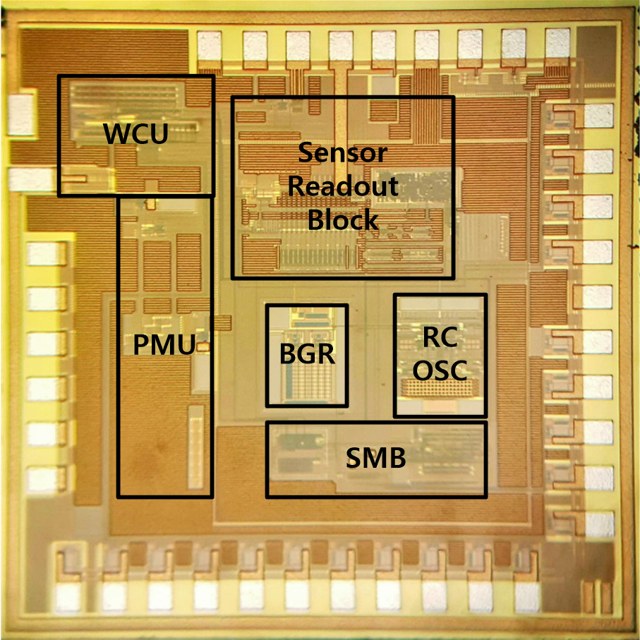 WCU
Sensor
Readout
Block
PMU
BGR
RC
OSC
SMB